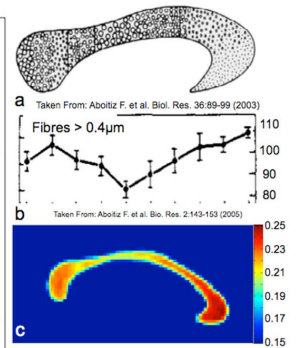 a
Taken From: Aboitiz F. et al. Biol. Res. 36:89-99 (2003)
Fibres > 0.4μm
110
100
90
80
b
Taken From: Aboitiz F. et al. Bio. Res. 2:143-153 (2005)
c
0.25
0.23
0.21
0.19
0.17
0.15